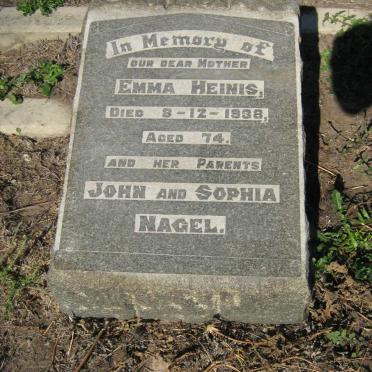 In Memory of
OUR DEAR MOTHER
EMMA HEINIS,
DIED 9-12-1938,
AGED 74.
AND HER PARENTS
JOHN AND SOPHIA
NAGEL.